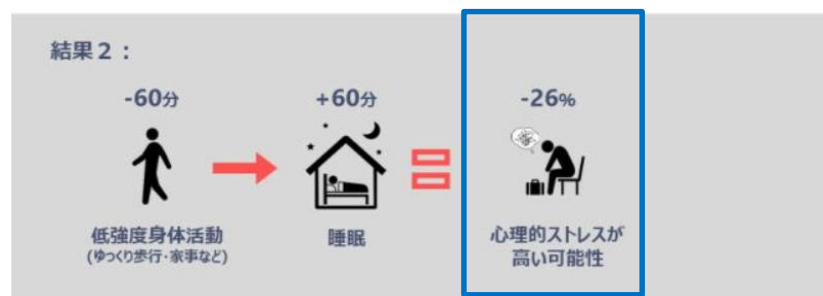 結果２：
-60分
+60分
-26%
低強度身体活動
(ゆっくり歩行・家事など)
睡眠
心理的ストレスが
高い可能性